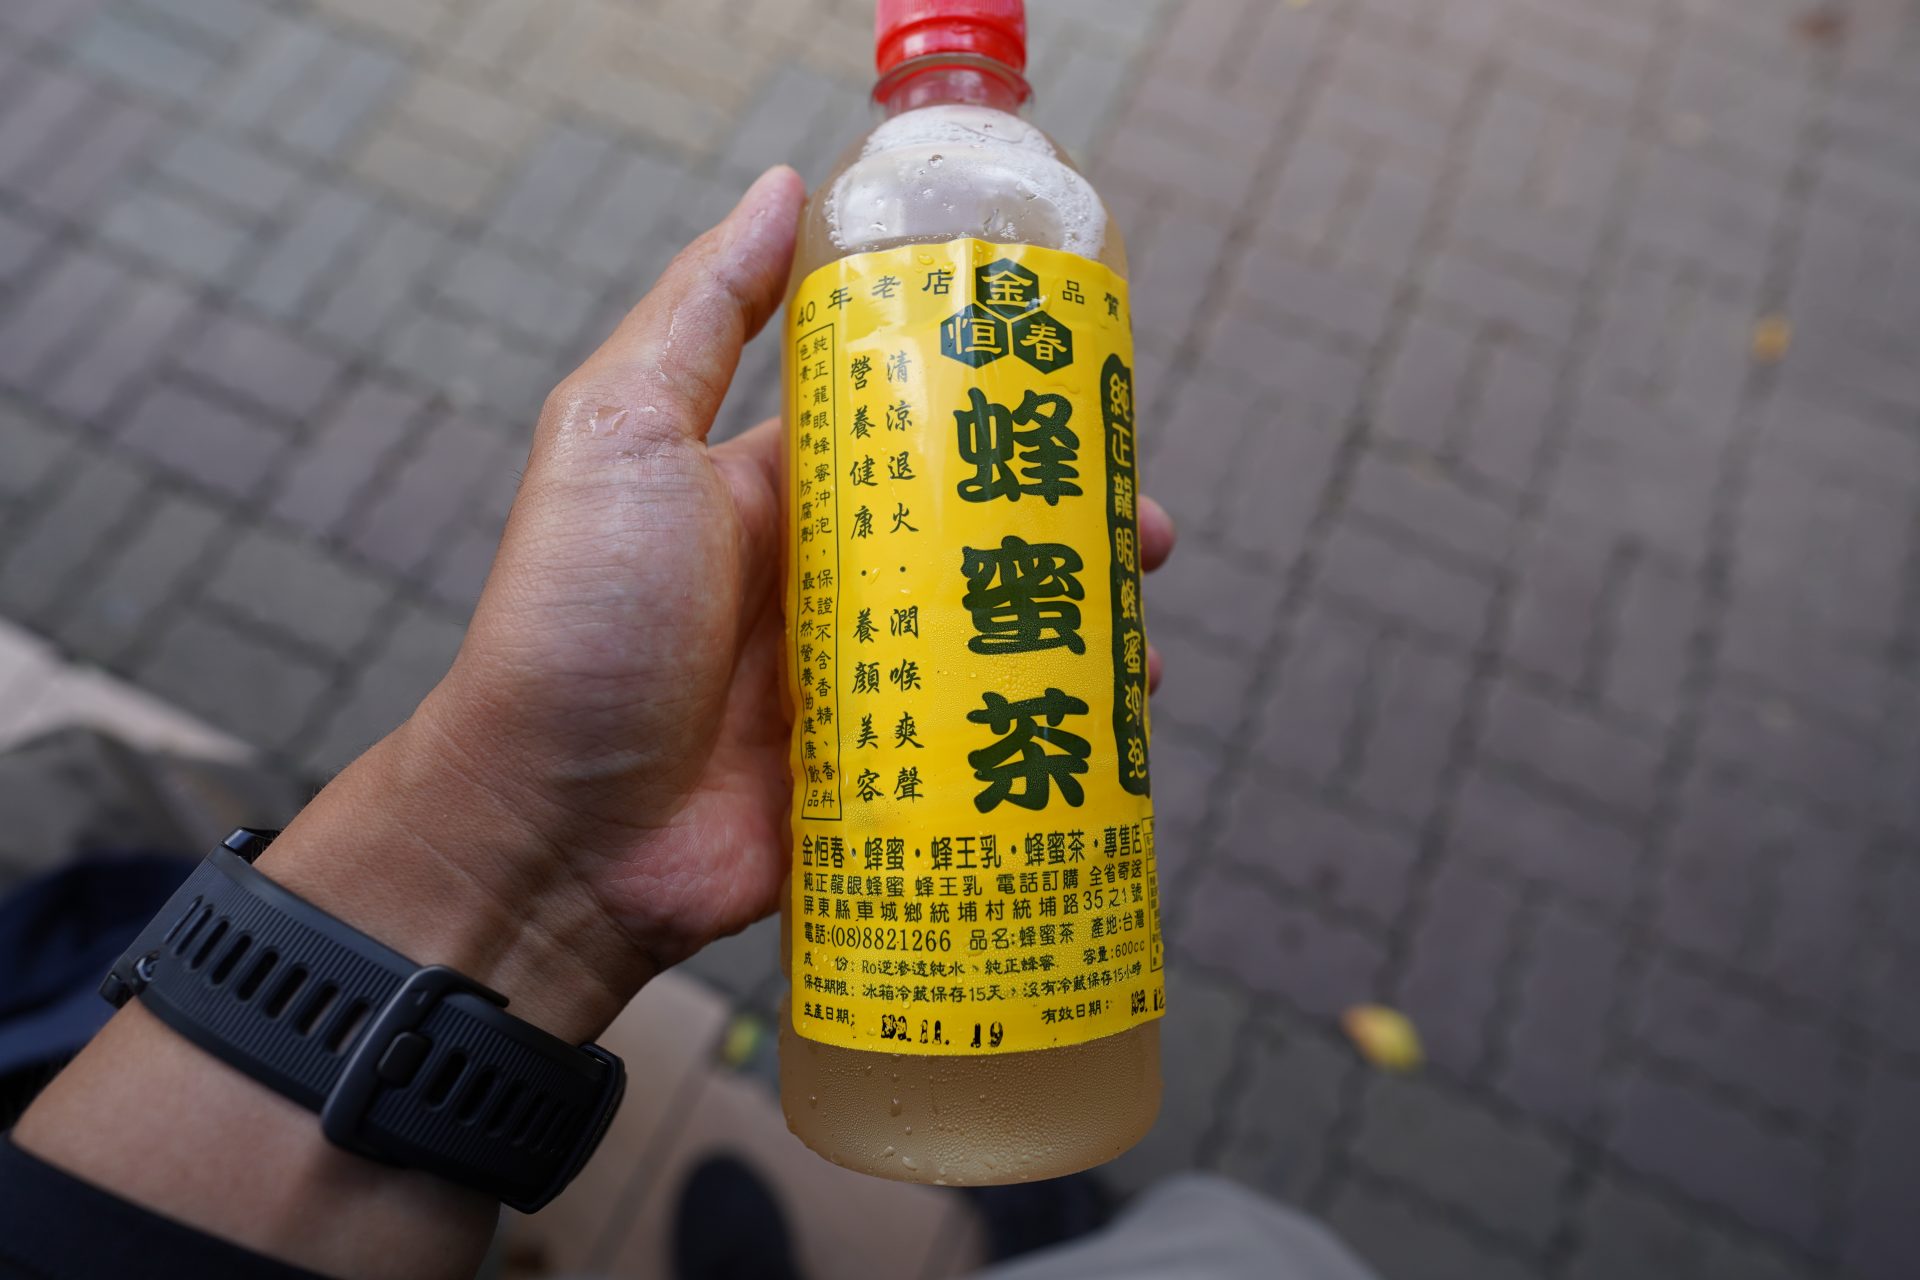 40年老店 品質
金
恒春
蜂蜜茶
純正龍眼蜂蜜沖泡
清涼退火・潤喉爽聲
營養健康・養顏美容
純正龍眼蜂蜜沖泡,保證不含香精、香料
色素、糖精、防腐劑,最天然營養的健康飲品
金恒春・蜂蜜・蜂王乳・蜂蜜茶・專售店
純正龍眼蜂蜜 蜂王乳 電話訂購 全省寄送
屏東縣車城鄉統埔村統埔路35之1號
電話:(08)8821266 品名:蜂蜜茶 產地:台灣
成 份:Ro逆滲透純水、純正蜂蜜 容量:600cc
保存期限:冰箱冷藏保存15天,沒有冷藏保存15小時
生產日期: 11. 19 有效日期: